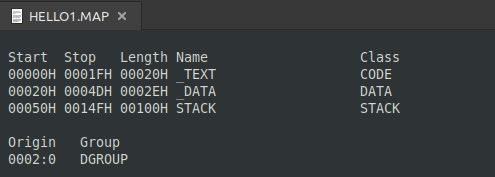 HELLO1.MAP ×
Start Stop Length Name Class
00000H 0001FH 00020H _TEXT CODE
00020H 0004DH 0002EH _DATA DATA
00050H 0014FH 00100H STACK STACK
Origin Group
0002:0 DGROUP